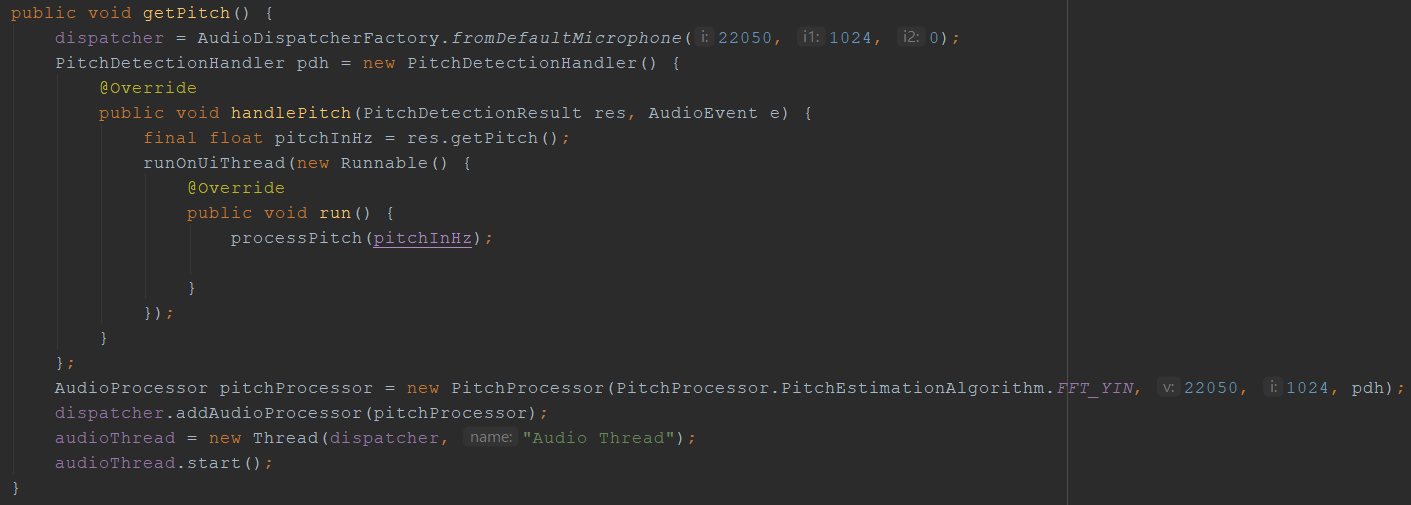 public void getPitch() {
    dispatcher = AudioDispatcherFactory.fromDefaultMicrophone( i: 22050, i1: 1024, i2: 0);
    PitchDetectionHandler pdh = new PitchDetectionHandler() {
        @Override
        public void handlePitch(PitchDetectionResult res, AudioEvent e) {
            final float pitchInHz = res.getPitch();
            runOnUiThread(new Runnable() {
                @Override
                public void run() {
                    processPitch(pitchInHz);
                }
            });
        }
    };
    AudioProcessor pitchProcessor = new PitchProcessor(PitchProcessor.PitchEstimationAlgorithm.FFT_YIN, v: 22050, i: 1024, pdh);
    dispatcher.addAudioProcessor(pitchProcessor);
    audioThread = new Thread(dispatcher, name: "Audio Thread");
    audioThread.start();
}